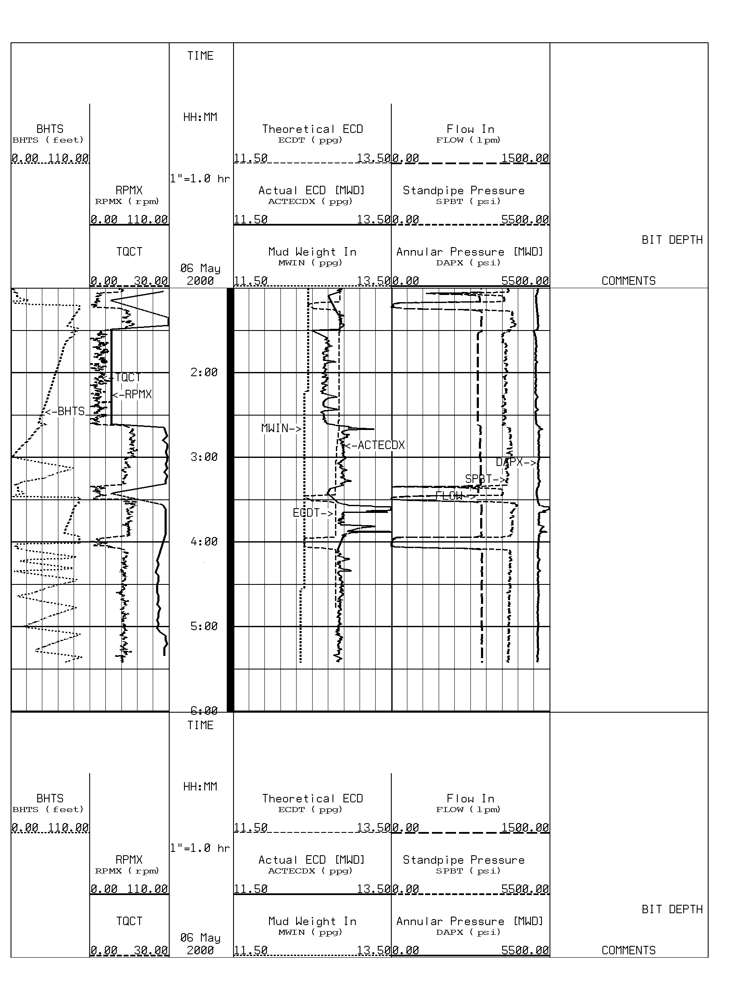 TIME
HH:MM
BHTS
Theoretical ECD
Flow In
BHTS (feet)
ECDT (ppg)
FLOW (lpm)
0.00 110.00
11.50 13.50
0.00 1500.00
1"=1.0 hr
RPMX
Actual ECD [MWD]
Standpipe Pressure
RPMX (rpm)
ACTECDX (ppg)
SPBT (psi)
0.00 110.00
11.50 13.50
0.00 5500.00
BIT DEPTH
TQCT
Mud Weight In
Annular Pressure [MWD]
MWIN (ppg)
DAPX (psi)
06 May
0.00 30.00
2000
11.50 13.50
0.00 5500.00
COMMENTS
2:00
<-TQCT
<-RPMX
<-BHTS
MWIN->
<-ACTECDX
3:00
DAPX->
SPBT->
FLOW->
ECDT->
4:00
5:00
6:00
TIME
HH:MM
BHTS
Theoretical ECD
Flow In
BHTS (feet)
ECDT (ppg)
FLOW (lpm)
0.00 110.00
11.50 13.50
0.00 1500.00
1"=1.0 hr
RPMX
Actual ECD [MWD]
Standpipe Pressure
RPMX (rpm)
ACTECDX (ppg)
SPBT (psi)
0.00 110.00
11.50 13.50
0.00 5500.00
BIT DEPTH
TQCT
Mud Weight In
Annular Pressure [MWD]
MWIN (ppg)
DAPX (psi)
06 May
0.00 30.00
2000
11.50 13.50
0.00 5500.00
COMMENTS